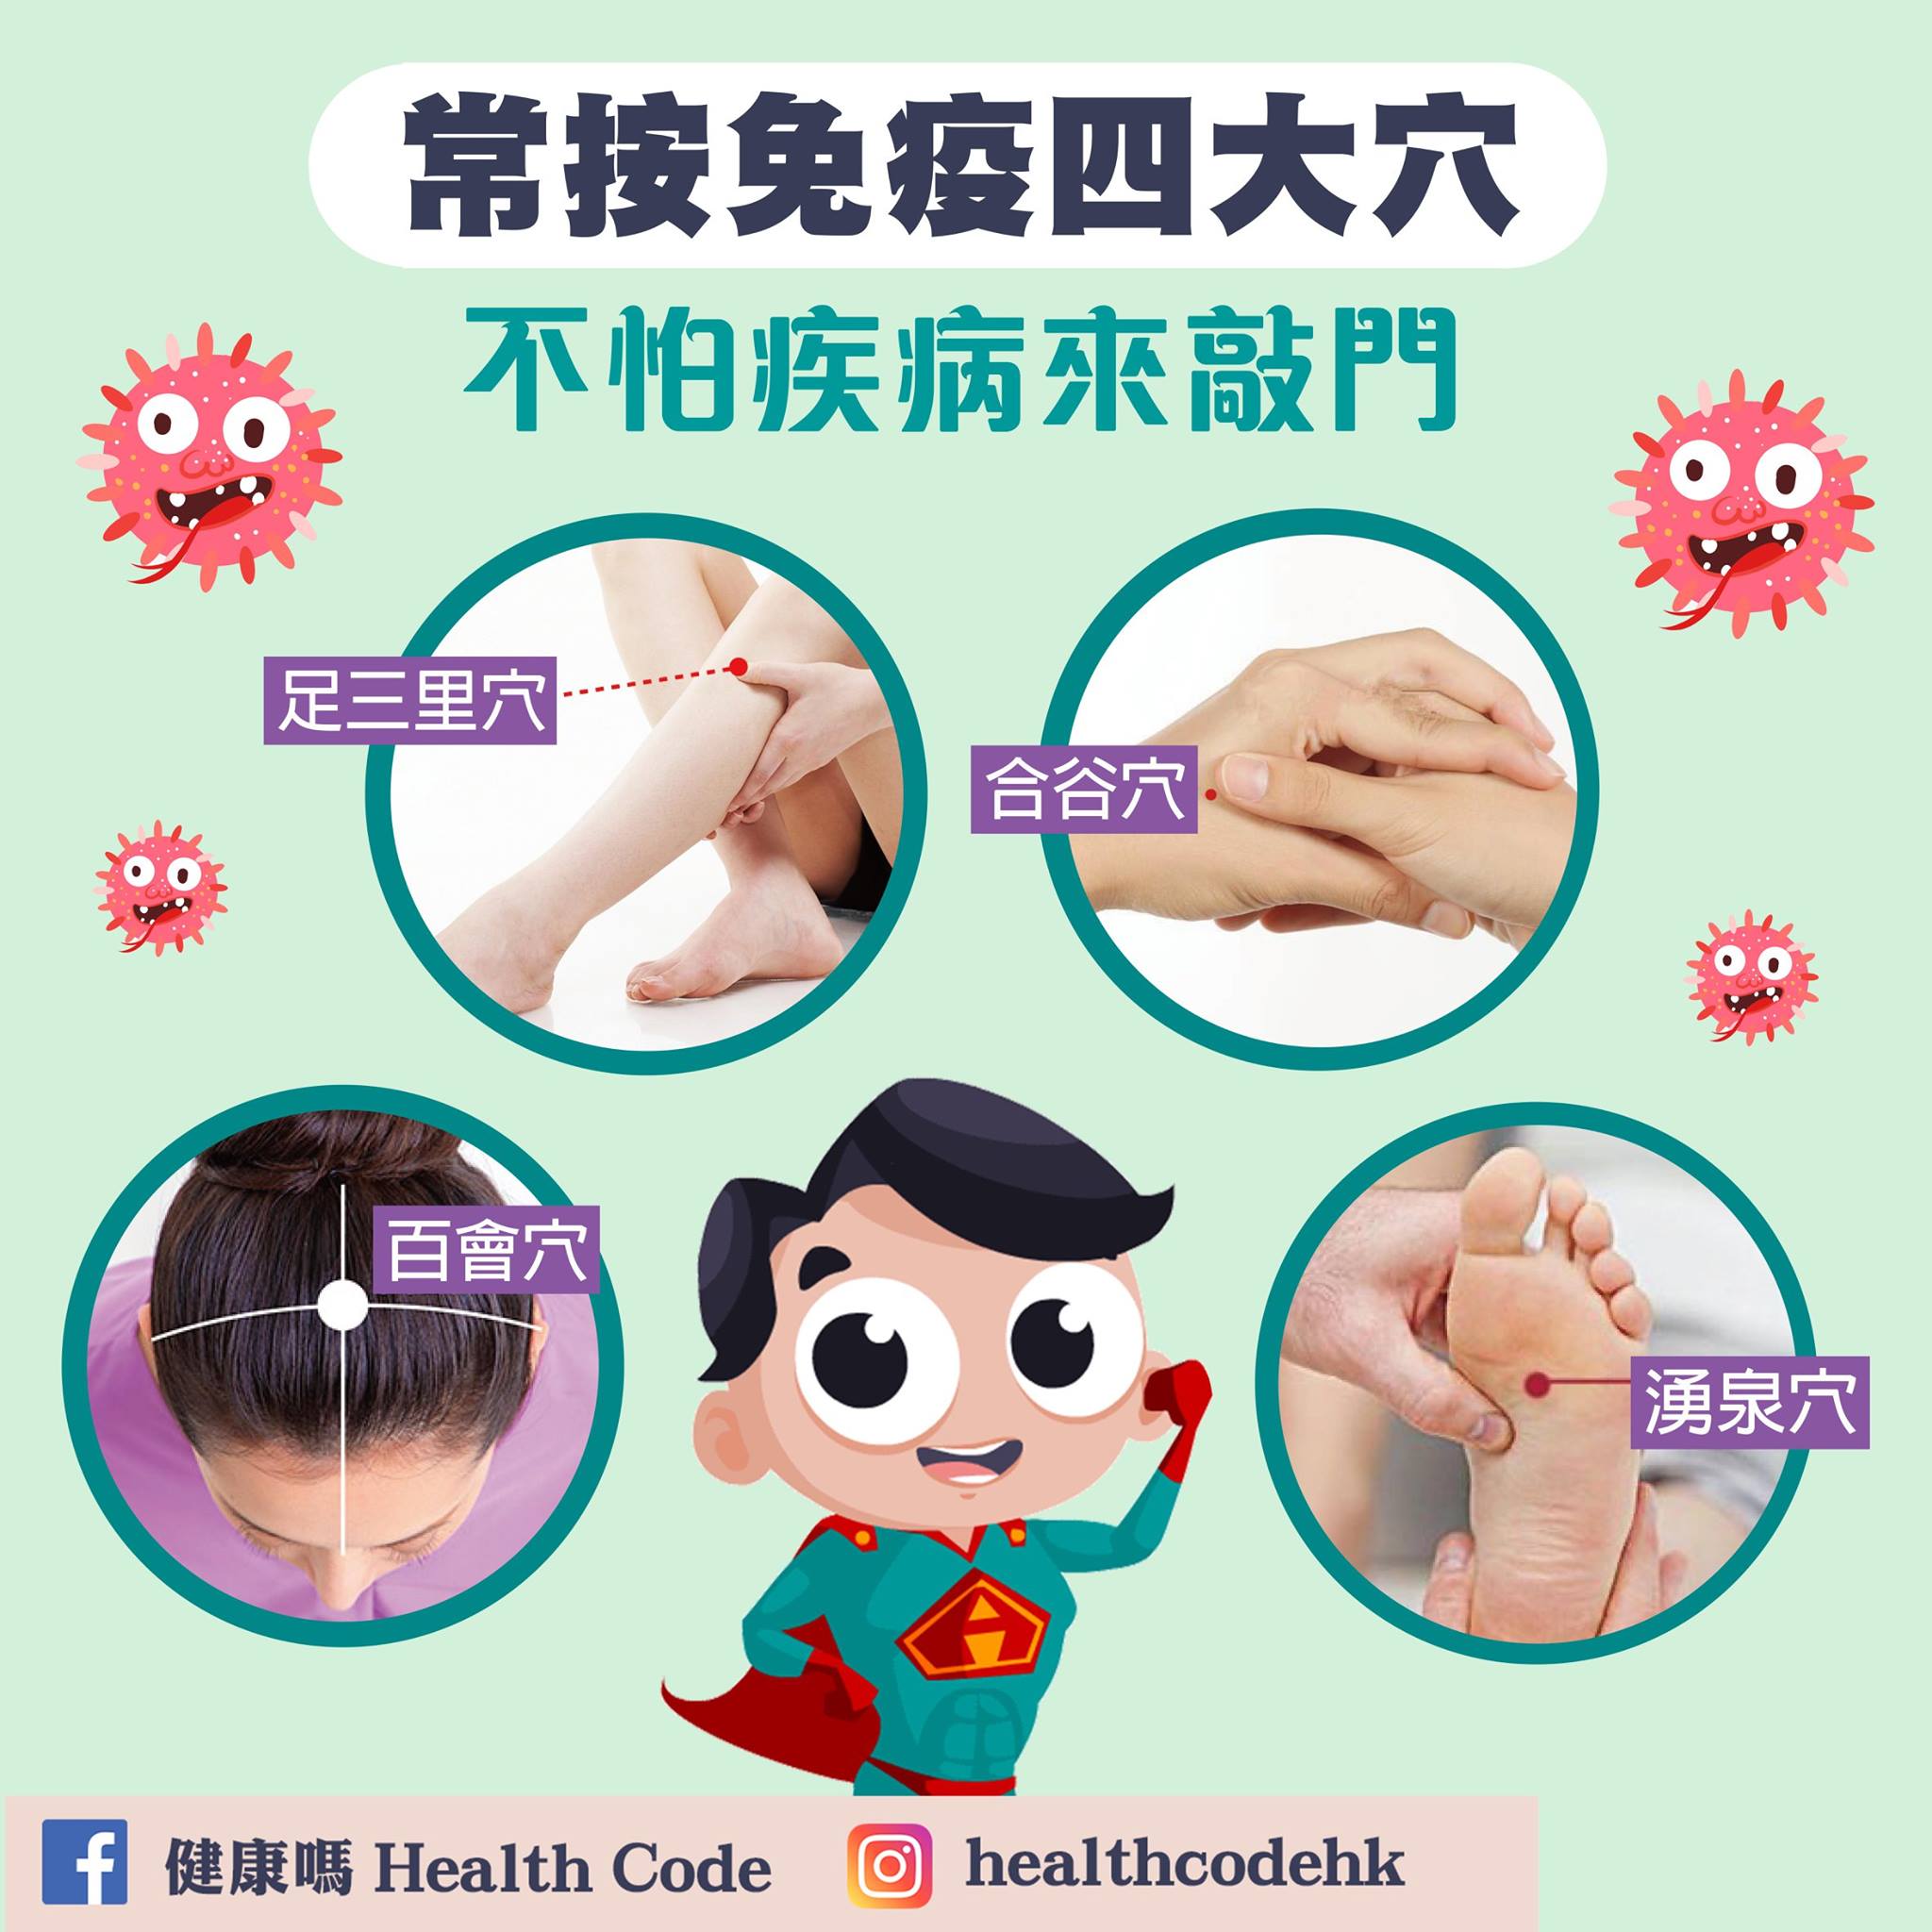 常按免疫四大穴
不怕疾病來敲門
足三里穴
合谷穴
百會穴
湧泉穴
健康嗎 Health Code
healthcodehk